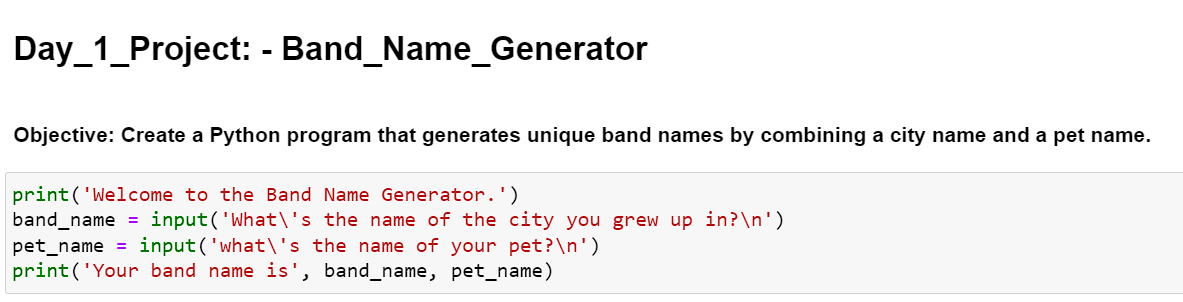 Day_1_Project: - Band_Name_Generator
Objective: Create a Python program that generates unique band names by combining a city name and a pet name.
print('Welcome to the Band Name Generator.')
band_name = input('What\'s the name of the city you grew up in?\n')
pet_name = input('what\'s the name of your pet?\n')
print('Your band name is', band_name, pet_name)